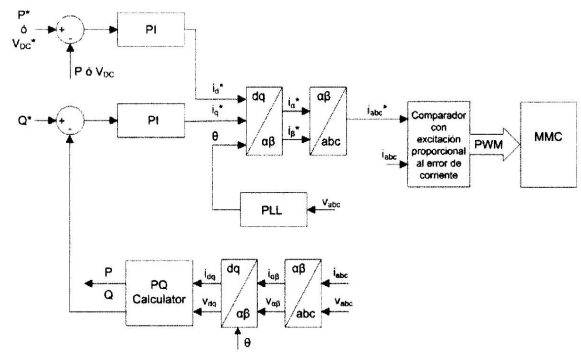 P*
ó
V_DC*
+
-
PI
P ó V_DC
i_d*
i_q*
θ
dq
αβ
i_α*
i_β*
αβ
abc
i_abc*
i_abc
Comparador
con
excitación
proporcional
al error de
corriente
PWM
MMC
Q*
+
-
PI
PLL
v_abc
P
Q
PQ
Calculator
i_dq
v_dq
dq
αβ
θ
i_αβ
v_αβ
αβ
abc
i_abc
v_abc